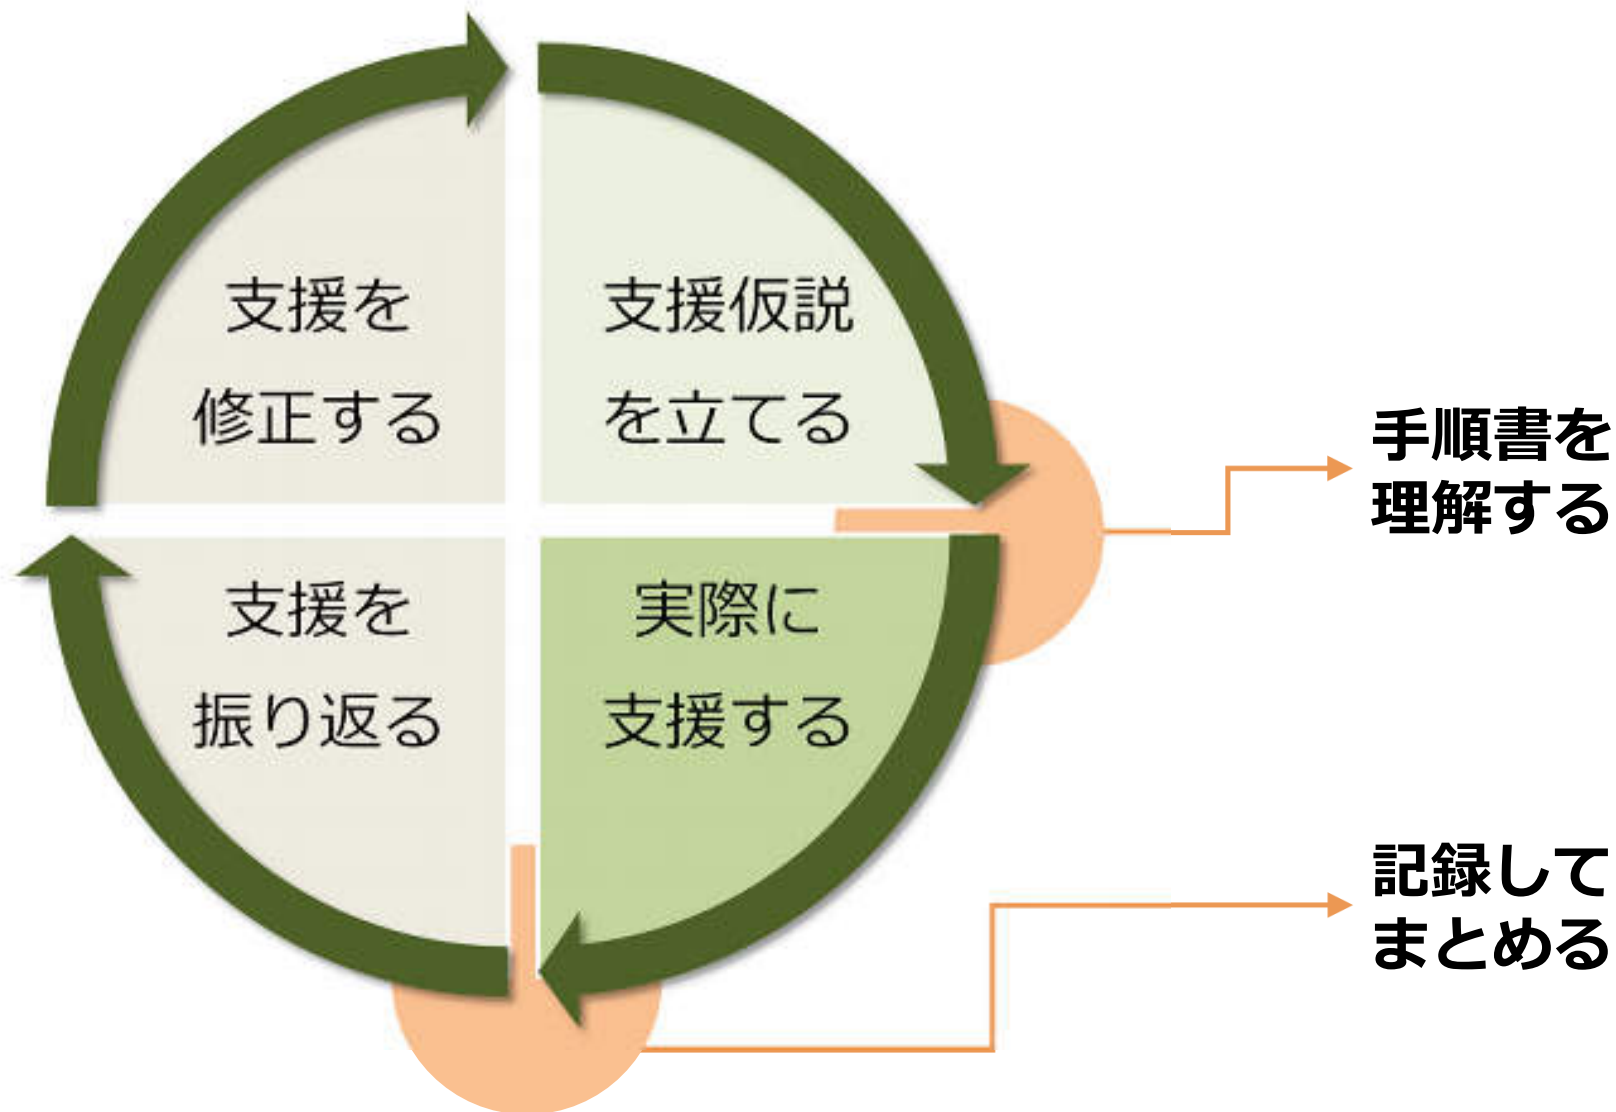 支援を
修正する
支援仮説
を立てる
手順書を
理解する
支援を
振り返る
実際に
支援する
記録して
まとめる